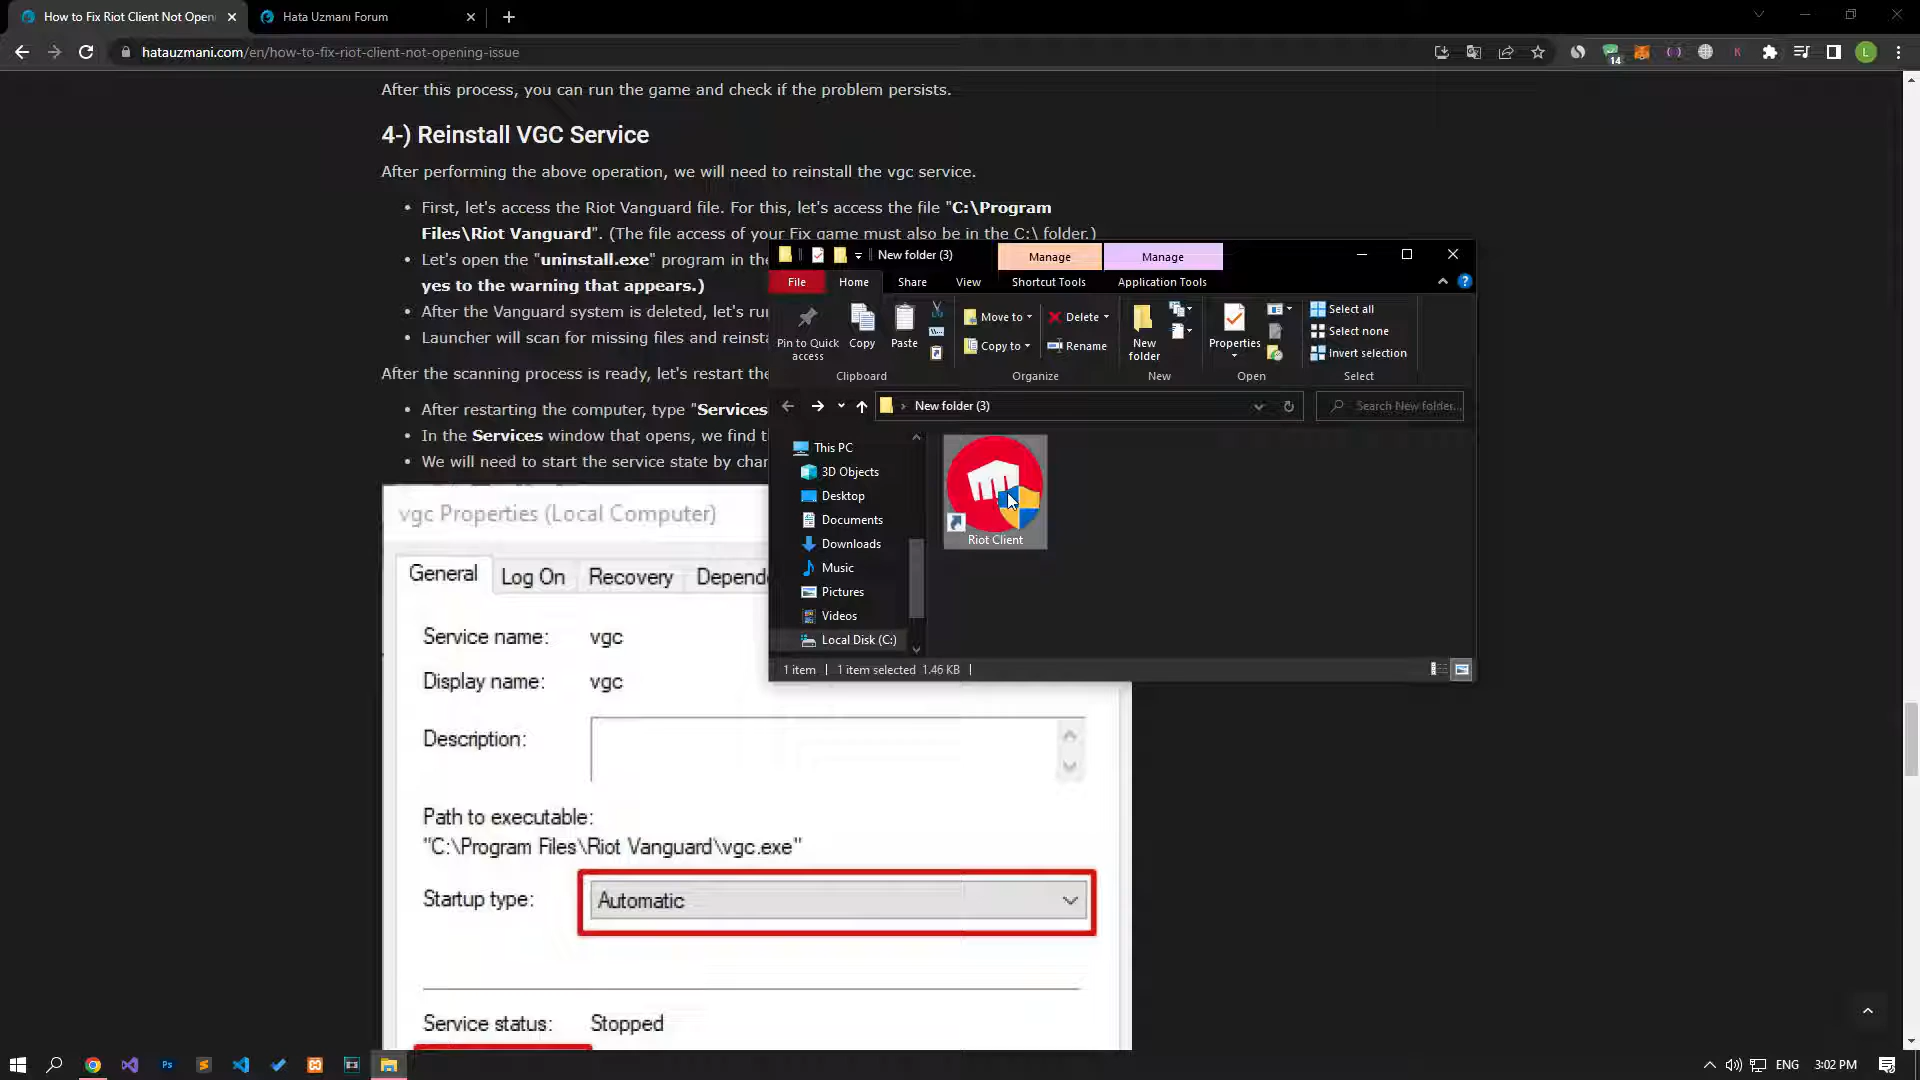 How to Fix Riot Client Not Openi
Hata Uzmani Forum
hatauzmani.com/en/how-to-fix-riot-client-not-opening-issue
14
K
L
After this process, you can run the game and check if the problem persists.
4-) Reinstall VGC Service
After performing the above operation, we will need to reinstall the vgc service.
• First, let's access the Riot Vanguard file. For this, let's access the file "C:\Program
Files\Riot Vanguard". (The file access of your Fix game must also be in the C:\ folder.)
• Let's open the "uninstall.exe" program in the
yes to the warning that appears.)
• After the Vanguard system is deleted, let's ru
• Launcher will scan for missing files and reinsta
After the scanning process is ready, let's restart the
• After restarting the computer, type "Services
• In the Services window that opens, we find t
• We will need to start the service state by char
New folder (3)
Manage
Manage
File
Home
Share
View
Shortcut Tools
Application Tools
Pin to Quick
access
Copy
Paste
Move to
Copy to
Delete
Rename
New
folder
Properties
Select all
Select none
Invert selection
Clipboard
Organize
New
Open
Select
New folder (3)
Search New folder...
This PC
3D Objects
Desktop
Documents
Downloads
Music
Pictures
Videos
Local Disk (C:)
Riot Client
1 item
1 item selected 1.46 KB
vgc Properties (Local Computer)
General
Log On
Recovery
Depende
Service name: vgc
Display name: vgc
Description:
Path to executable:
"C:\Program Files\Riot Vanguard\vgc.exe"
Startup type: Automatic
Service status: Stopped
Ps
ENG
3:02 PM